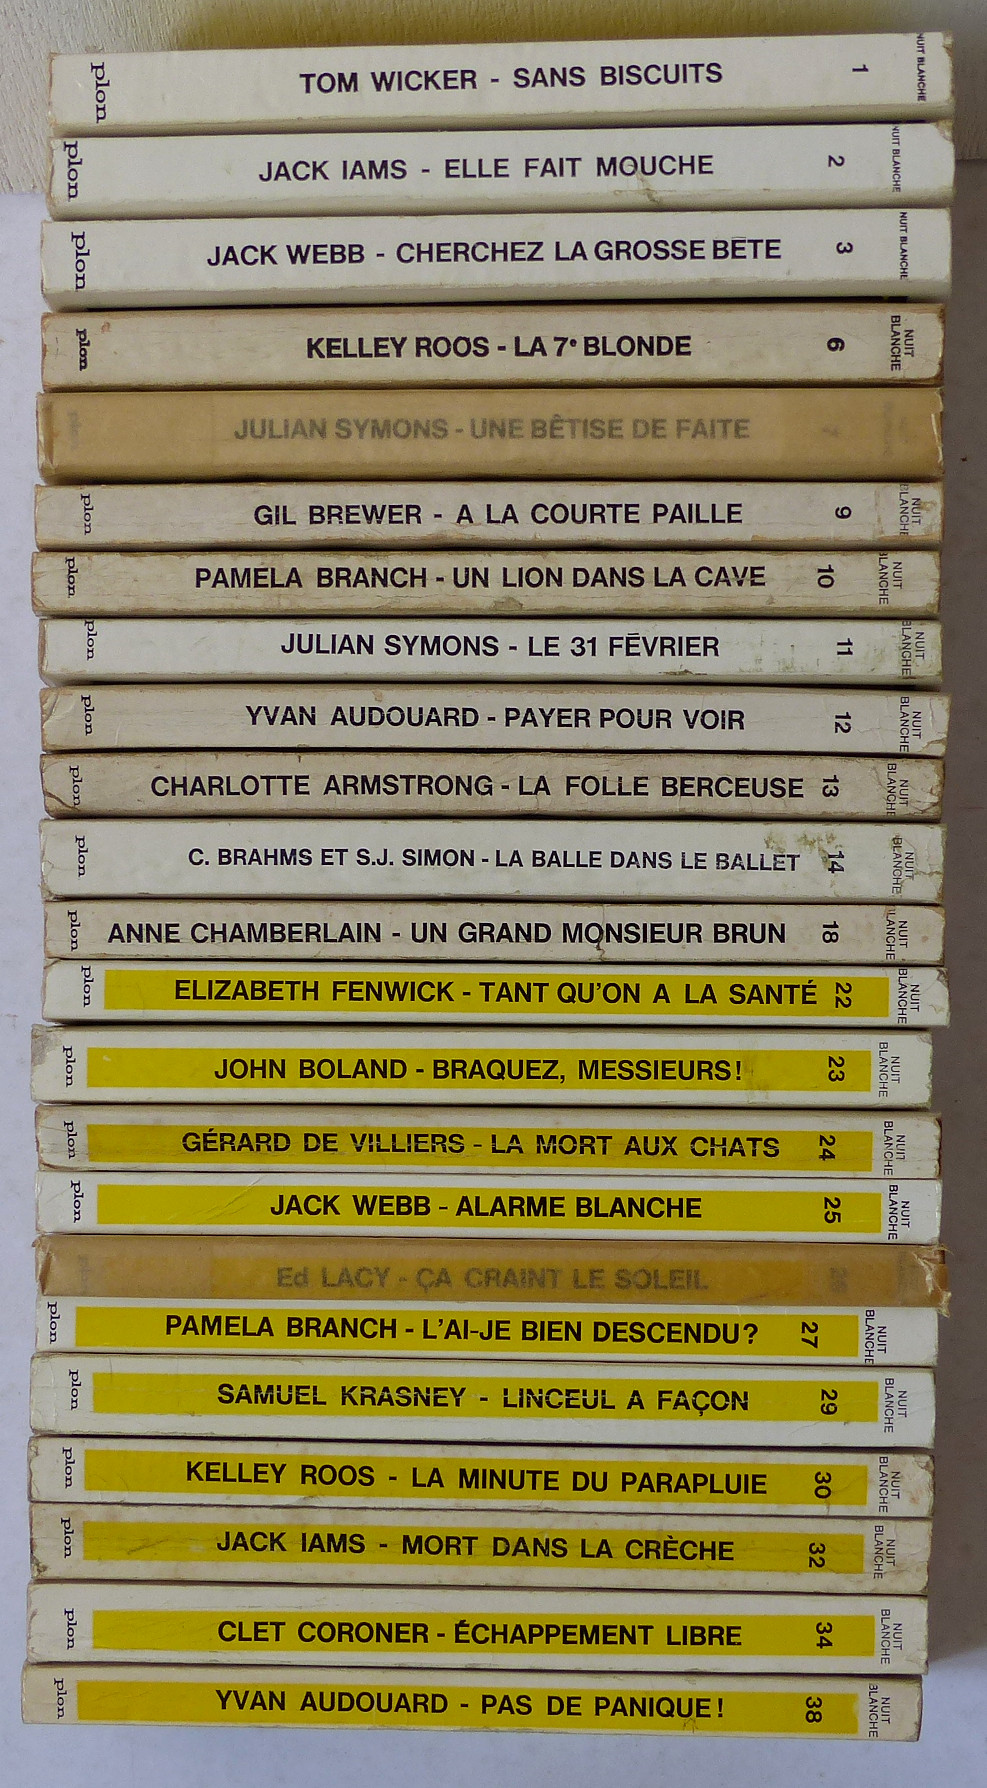 plon TOM WICKER - SANS BISCUITS 1 NUIT BLANCHE
plon JACK IAMS - ELLE FAIT MOUCHE 2 NUIT BLANCHE
plon JACK WEBB - CHERCHEZ LA GROSSE BÊTE 3 NUIT BLANCHE
plon KELLEY ROOS - LA 7e BLONDE 6 NUIT BLANCHE
JULIAN SYMONS - UNE BÊTISE DE FAITE
plon GIL BREWER - A LA COURTE PAILLE 9 NUIT BLANCHE
plon PAMELA BRANCH - UN LION DANS LA CAVE 10 NUIT BLANCHE
plon JULIAN SYMONS - LE 31 FÉVRIER 11 NUIT BLANCHE
plon YVAN AUDOUARD - PAYER POUR VOIR 12 NUIT BLANCHE
plon CHARLOTTE ARMSTRONG - LA FOLLE BERCEUSE 13 NUIT BLANCHE
plon C. BRAHMS ET S.J. SIMON - LA BALLE DANS LE BALLET 14 NUIT BLANCHE
plon ANNE CHAMBERLAIN - UN GRAND MONSIEUR BRUN 18 NUIT BLANCHE
plon ELIZABETH FENWICK - TANT QU'ON A LA SANTÉ 22 NUIT BLANCHE
plon JOHN BOLAND - BRAQUEZ, MESSIEURS! 23 NUIT BLANCHE
plon GÉRARD DE VILLIERS - LA MORT AUX CHATS 24 NUIT BLANCHE
plon JACK WEBB - ALARME BLANCHE 25 NUIT BLANCHE
Ed LACY - ÇA CRAINT LE SOLEIL
plon PAMELA BRANCH - L'AI-JE BIEN DESCENDU? 27 NUIT BLANCHE
plon SAMUEL KRASNEY - LINCEUL A FAÇON 29 NUIT BLANCHE
plon KELLEY ROOS - LA MINUTE DU PARAPLUIE 30 NUIT BLANCHE
plon JACK IAMS - MORT DANS LA CRÈCHE 32 NUIT BLANCHE
plon CLET CORONER - ÉCHAPPEMENT LIBRE 34 NUIT BLANCHE
plon YVAN AUDOUARD - PAS DE PANIQUE! 38 NUIT BLANCHE